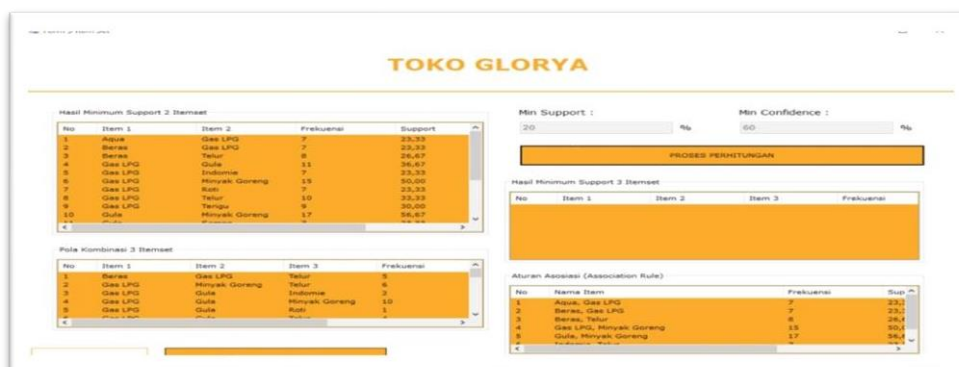 TOKO GLORYA
Hasil Minimum Support 2 Itemset
No Item 1 Item 2 Frekuensi Support
1 Aqua Gas LPG 7 23,33
2 Beras Gas LPG 7 23,33
3 Beras Telur 8 26,67
4 Gas LPG Gula 11 36,67
5 Gas LPG Indomie 7 23,33
6 Gas LPG Minyak Goreng 15 50,00
7 Gas LPG Roti 7 23,33
8 Gas LPG Telur 10 33,33
9 Gas LPG Terigu 9 30,00
10 Gula Minyak Goreng 17 56,67
Pola Kombinasi 3 Itemset
No Item 1 Item 2 Item 3 Frekuensi
1 Beras Gas LPG Telur 5
2 Gas LPG Minyak Goreng Telur 6
3 Gas LPG Gula Indomie
4 Gas LPG Gula Minyak Goreng 10
5 Gas LPG Gula Roti 1
Min Support : Min Confidence :
20 % 60 %
PROSES PERHITUNGAN
Hasil Minimum Support 3 Itemset
No Item 1 Item 2 Item 3 Frekuensi
Aturan Asosiasi (Association Rule)
No Nama Item Frekuensi Sup
1 Aqua, Gas LPG 7 23,
2 Beras, Gas LPG 7 23,
3 Beras, Telur 8 26,
4 Gas LPG, Minyak Goreng 15 50,
5 Gula, Minyak Goreng 17 56,